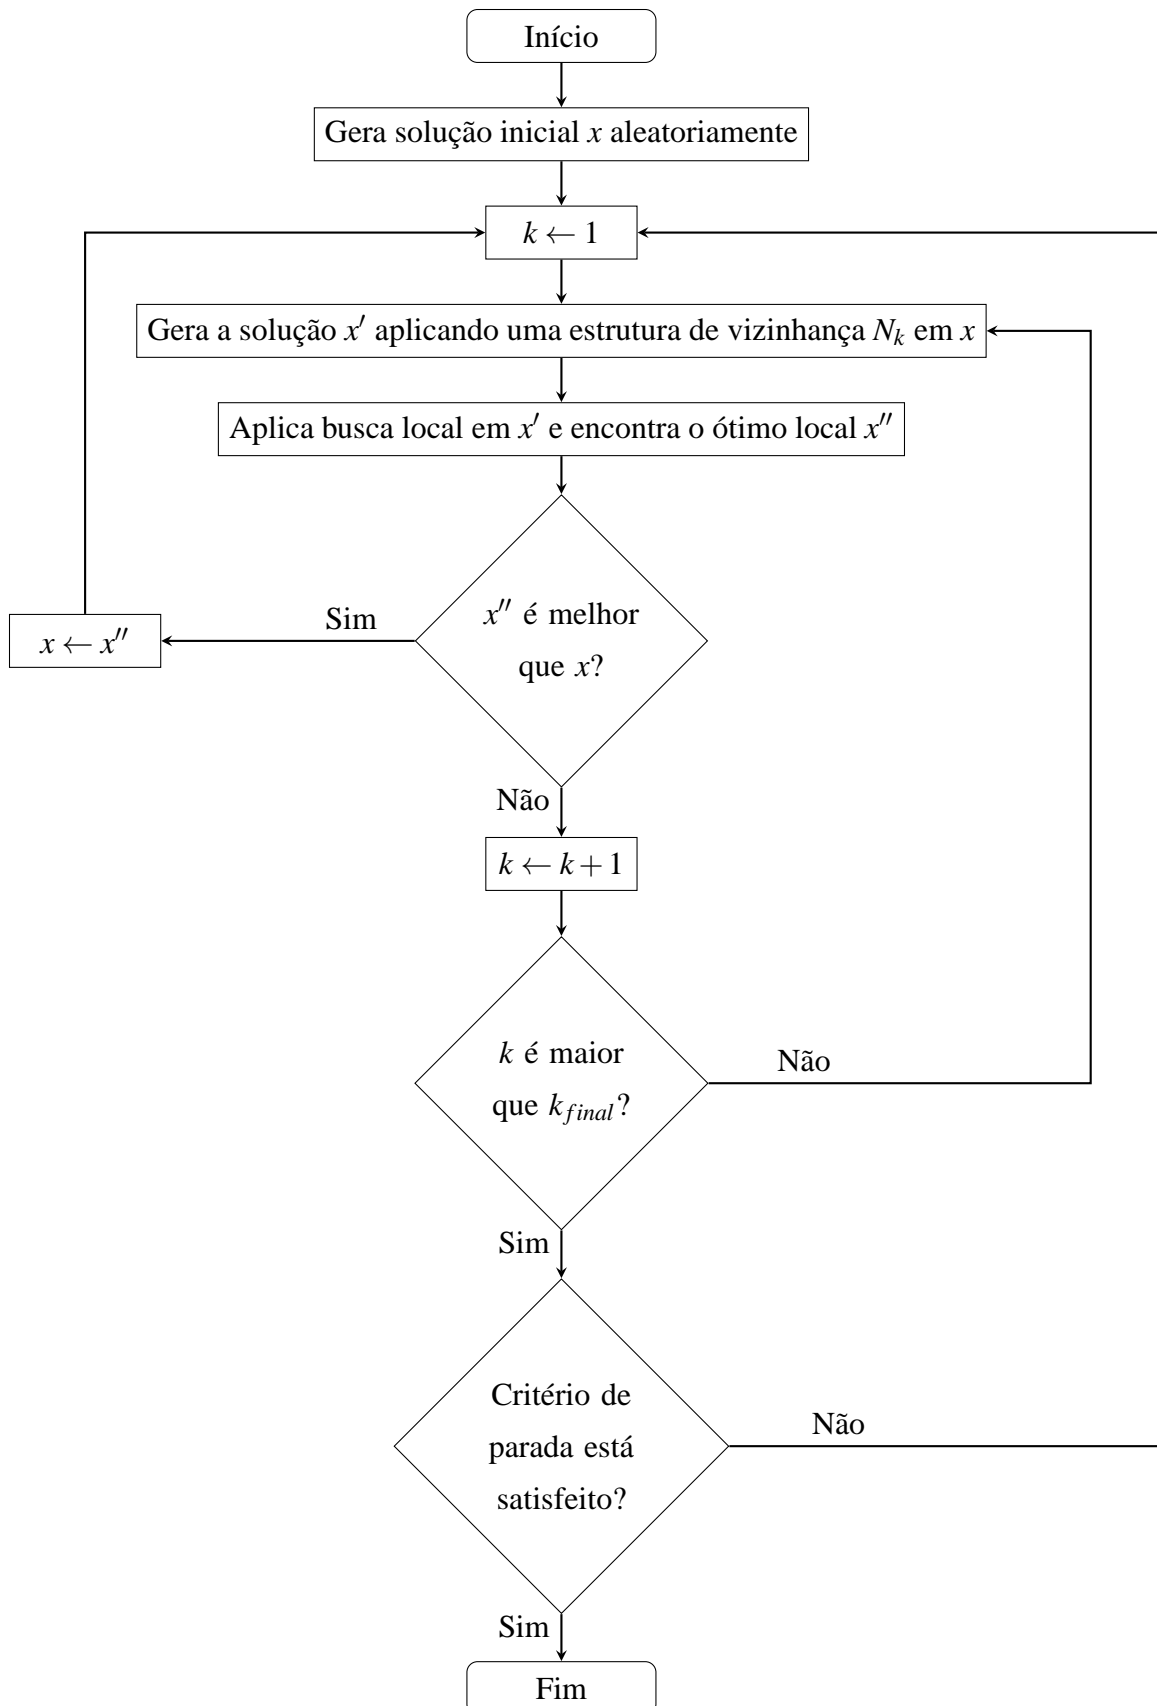 Início
Gera solução inicial x aleatoriamente
k ← 1
Gera a solução x′ aplicando uma estrutura de vizinhança N_k em x
Aplica busca local em x′ e encontra o ótimo local x″
x″ é melhor
que x?
Sim
x ← x″
Não
k ← k + 1
k é maior
que k_final?
Não
Sim
Critério de
parada está
satisfeito?
Não
Sim
Fim